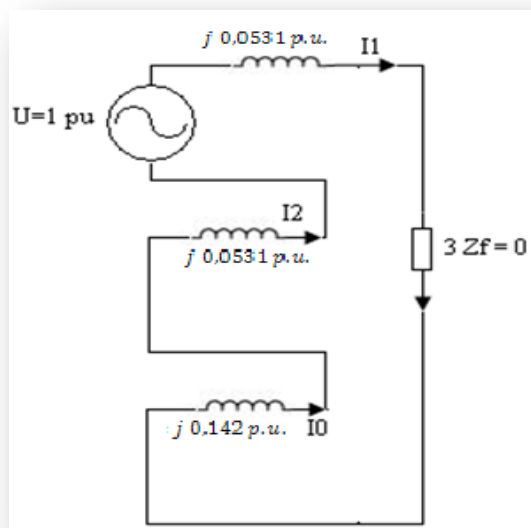 j 0,0531 p.u.
I1
U=1 pu
I2
j 0,0531 p.u.
3 Zf = 0
j 0,142 p.u.
I0